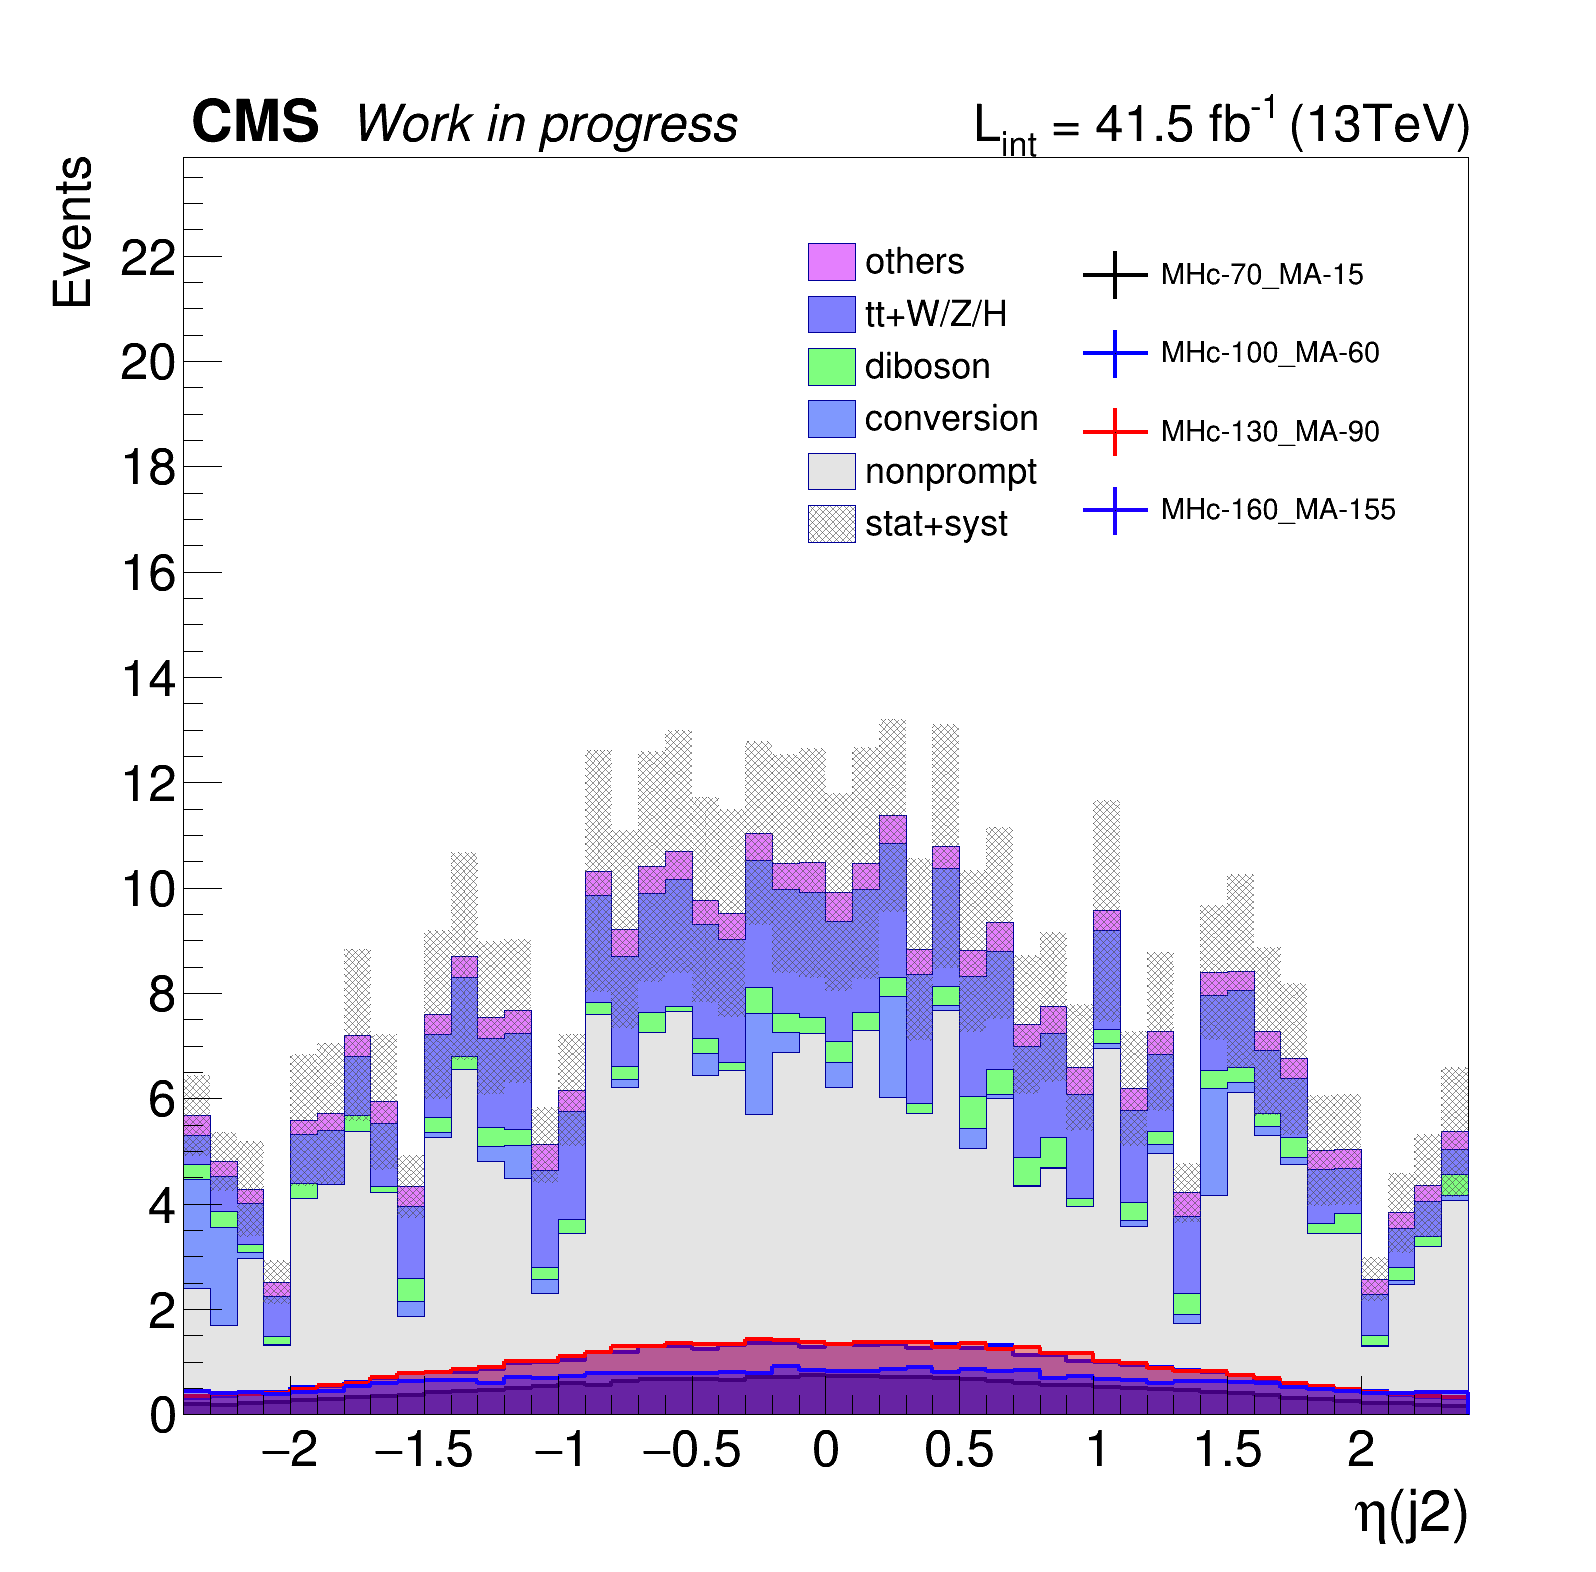 CMS Work in progress L_int = 41.5 fb^-1 (13TeV)
Events
22
20
18
16
14
12
10
8
6
4
2
0
others
tt+W/Z/H
diboson
conversion
nonprompt
stat+syst
MHc-70_MA-15
MHc-100_MA-60
MHc-130_MA-90
MHc-160_MA-155
−2 −1.5 −1 −0.5 0 0.5 1 1.5 2
η(j2)